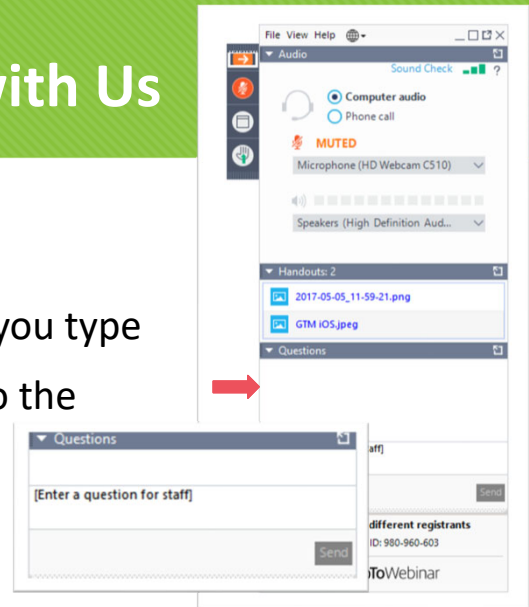 with Us
you type
o the
File View Help
Audio
Sound Check ?
Computer audio
Phone call
MUTED
Microphone (HD Webcam C510)
Speakers (High Definition Aud...
Handouts: 2
2017-05-05_11-59-21.png
GTM iOS.jpeg
Questions
aff]
Send
different registrants
ID: 980-960-603
oToWebinar
Questions
[Enter a question for staff]
Send